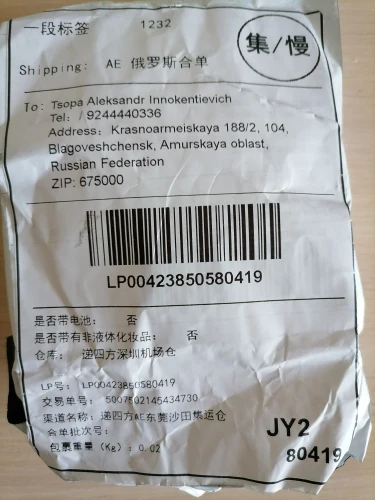 一段标签 1232
集/慢
Shipping: AE 俄罗斯合单
To: Tsopa Aleksandr Innokentievich
Tel: / 9244440336
Address: Krasnoarmeiskaya 188/2, 104,
Blagoveshchensk, Amurskaya oblast,
Russian Federation
ZIP: 675000
LP00423850580419
是否带电池: 否
是否带有非液体化妆品: 否
仓库: 递四方深圳机场仓
LP号: LP00423850580419
交易单号: 5007502145434730
渠道名称: 递四方AE东莞沙田集运仓
合单批次号:
包裹重量 (Kg): 0.02
JY2
80419